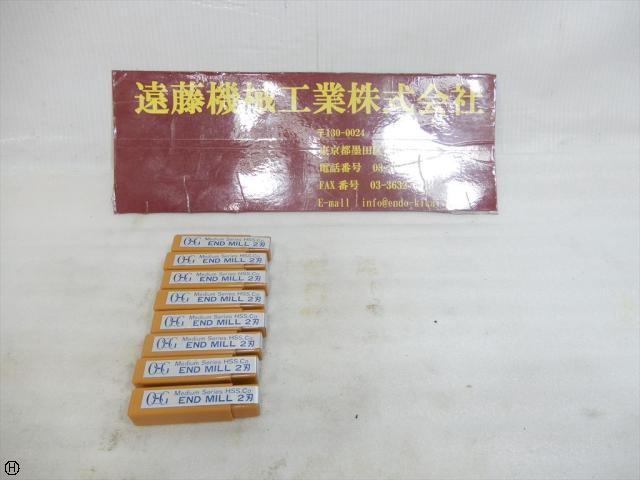 遠藤機械工業株式会社
〒130-0024
東京都墨田
電話番号 03-
FAX番号 03-3632-
E-mail info@endo-kikai
OSG Medium Series HSS.Co
END MILL 2刃
OSG Medium Series HSS.Co
END MILL 2刃
OSG Medium Series HSS.Co
END MILL 2刃
OSG Medium Series HSS.Co
END MILL 2刃
OSG Medium Series HSS.Co
END MILL 2刃
OSG Medium Series HSS.Co
END MILL 2刃
OSG Medium Series HSS.Co
END MILL 2刃
OSG Medium Series HSS.Co
END MILL 2刃
H